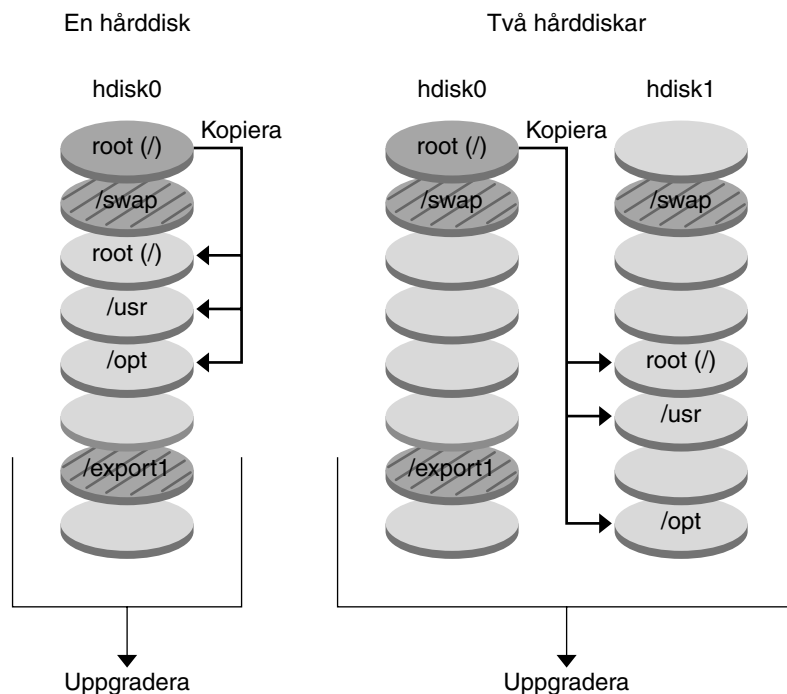 En hårddisk
hdisk0
Kopiera
root (/)
/swap
root (/)
/usr
/opt
/export1
Uppgradera
Två hårddiskar
hdisk0
hdisk1
Kopiera
root (/)
/swap
/export1
/swap
root (/)
/usr
/opt
Uppgradera